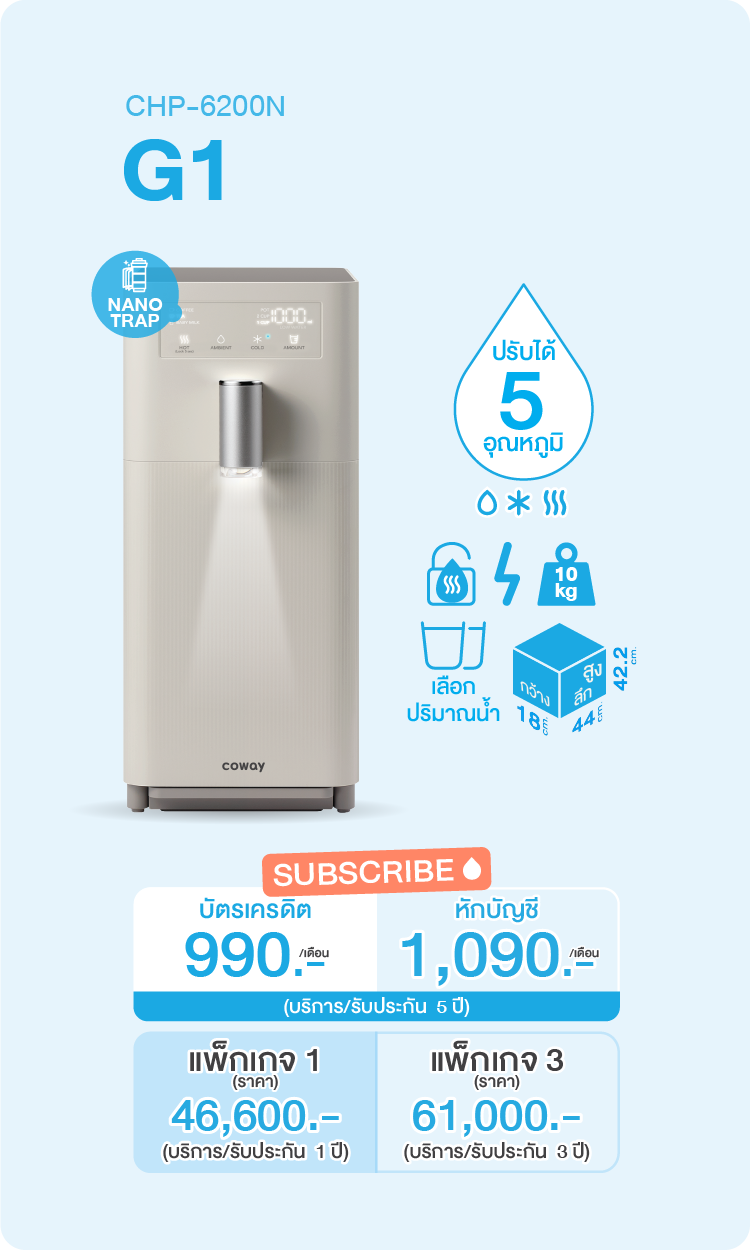 CHP-6200N
G1
NANO
TRAP
1000
HOT
AMBIENT
COLD
AMOUNT
ปรับได้
5
อุณหภูมิ
10
kg
เลือก
ปริมาณน้ำ
กว้าง
18 cm.
ลึก
44 cm.
สูง
42.2 cm.
coway
SUBSCRIBE
บัตรเครดิต
990.-/เดือน
หักบัญชี
1,090.-/เดือน
(บริการ/รับประกัน 5 ปี)
แพ็กเกจ 1
(ราคา)
46,600.-
(บริการ/รับประกัน 1 ปี)
แพ็กเกจ 3
(ราคา)
61,000.-
(บริการ/รับประกัน 3 ปี)